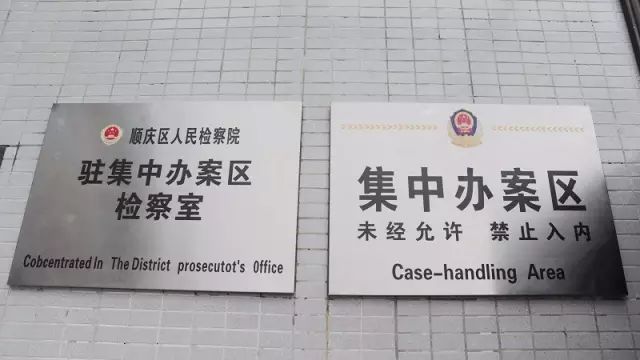 顺庆区人民检察院
驻集中办案区
检察室
Cobcentrated In The District prosecutot's Office
集中办案区
未经允许 禁止入内
Case-handling Area